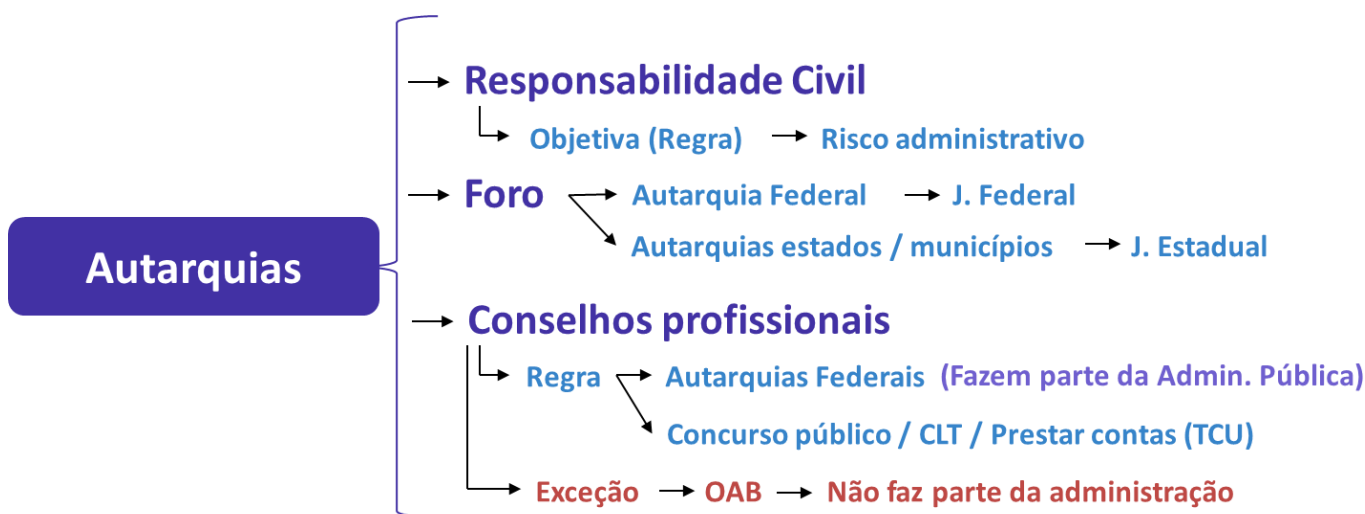 Responsabilidade Civil
Objetiva (Regra) Risco administrativo
Foro Autarquia Federal J. Federal
Autarquias estados / municípios J. Estadual
Autarquias
Conselhos profissionais
Regra Autarquias Federais (Fazem parte da Admin. Pública)
Concurso público / CLT / Prestar contas (TCU)
Exceção OAB Não faz parte da administração